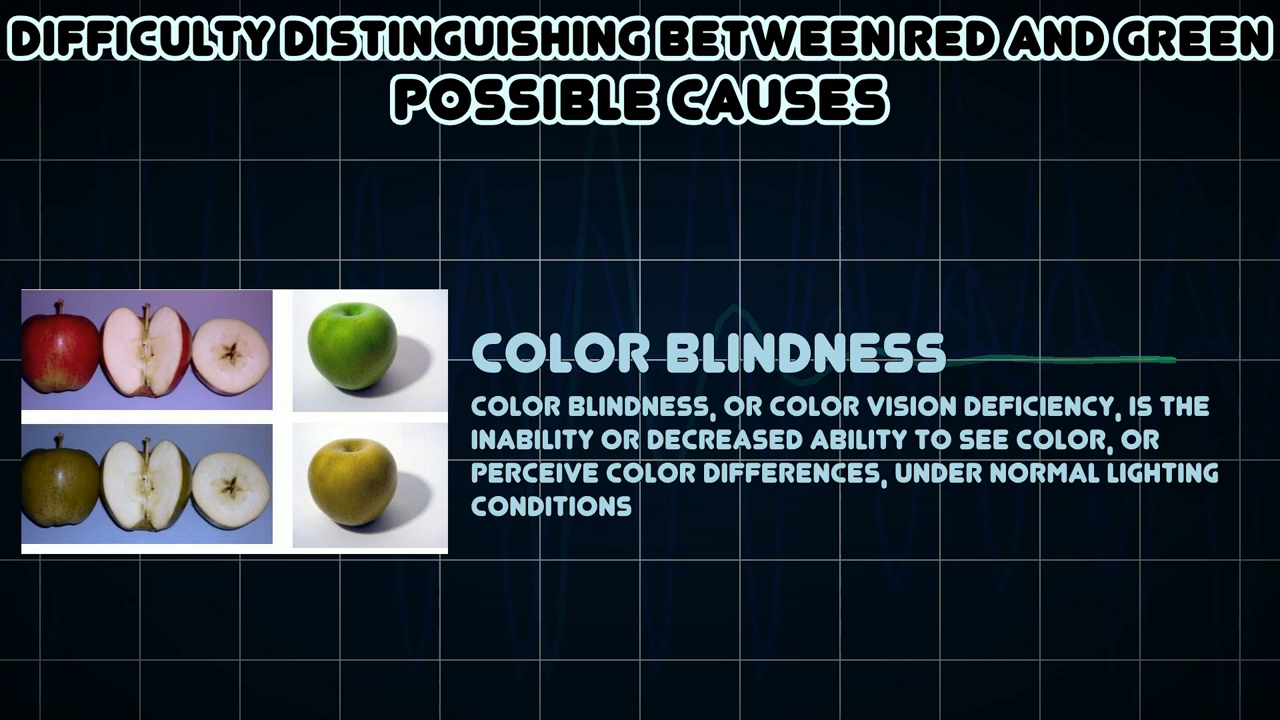 DIFFICULTY DISTINGUISHING BETWEEN RED AND GREEN
POSSIBLE CAUSES
COLOR BLINDNESS
COLOR BLINDNESS, OR COLOR VISION DEFICIENCY, IS THE
INABILITY OR DECREASED ABILITY TO SEE COLOR, OR
PERCEIVE COLOR DIFFERENCES, UNDER NORMAL LIGHTING
CONDITIONS